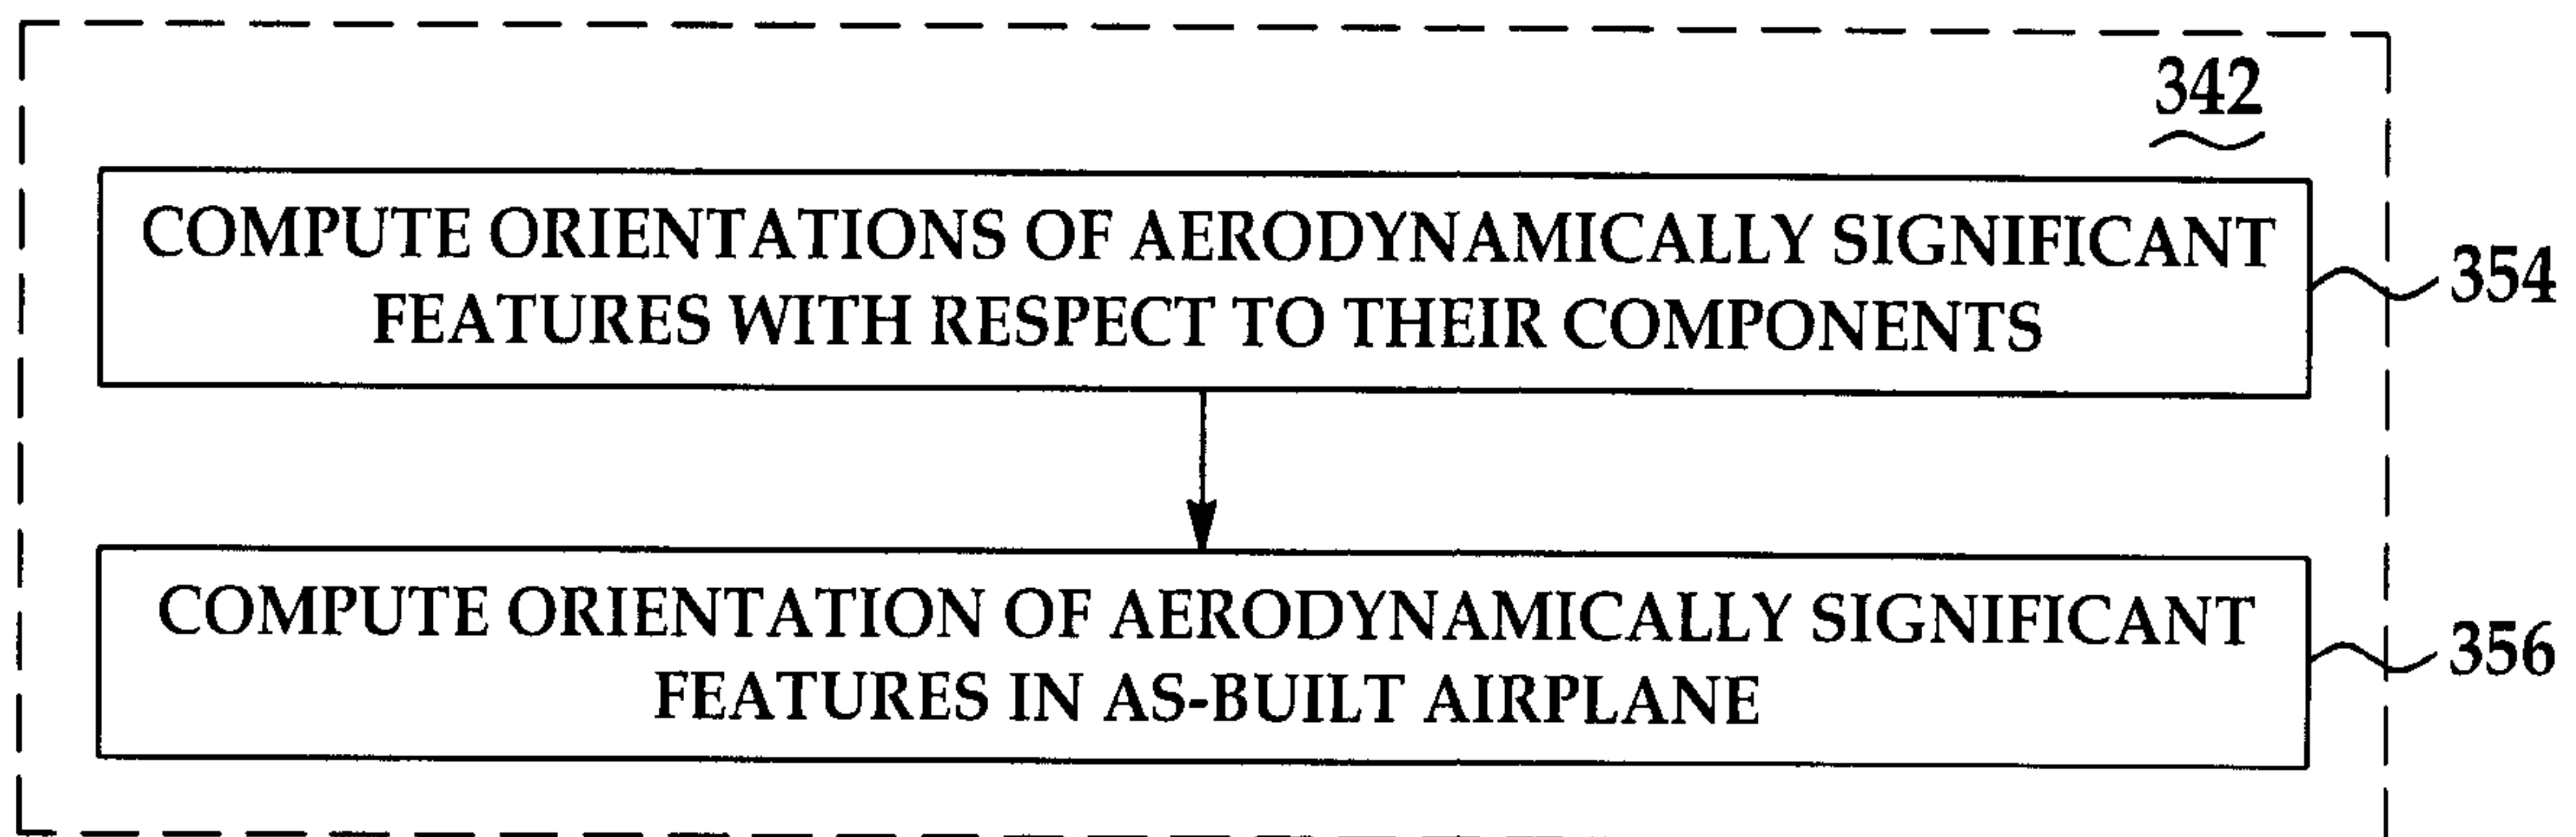 342
COMPUTE ORIENTATIONS OF AERODYNAMICALLY SIGNIFICANT
FEATURES WITH RESPECT TO THEIR COMPONENTS
354
COMPUTE ORIENTATION OF AERODYNAMICALLY SIGNIFICANT
FEATURES IN AS-BUILT AIRPLANE
356